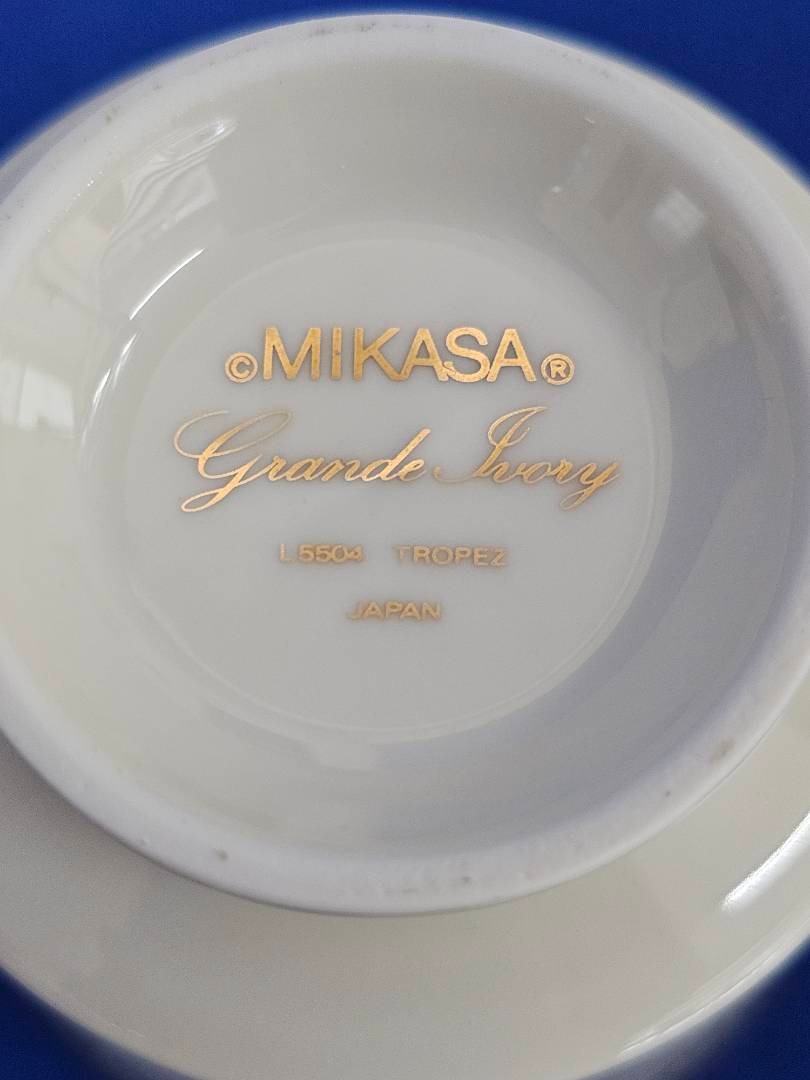 ©MIKASA®
Grande Ivory
L5504 TROPEZ
JAPAN